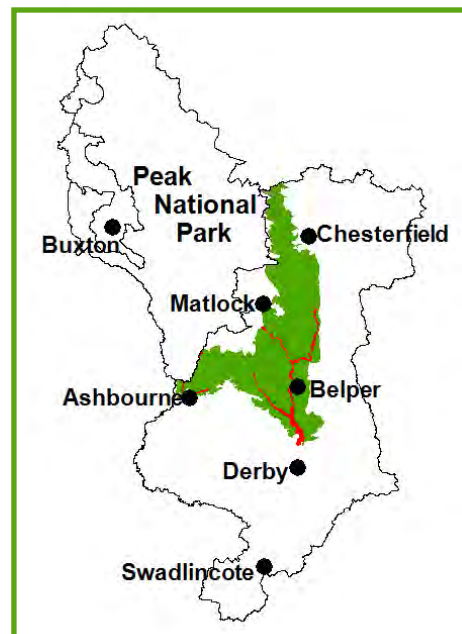 Peak
National
Park
Buxton
Chesterfield
Matlock
Ashbourne
Belper
Derby
Swadlincote